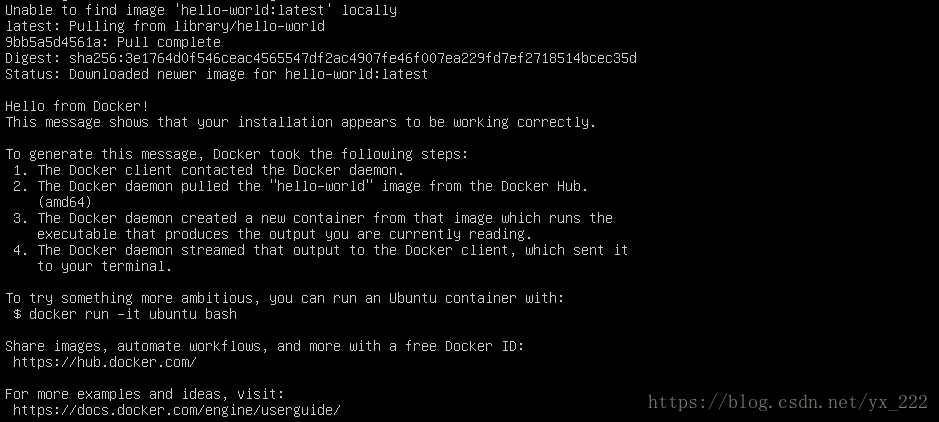 Unable to find image 'hello-world:latest' locally
latest: Pulling from library/hello-world
9bb5a5d4561a: Pull complete
Digest: sha256:3e1764d0f546ceac4565547df2ac4907fe46f007ea229fd7ef2718514bcec35d
Status: Downloaded newer image for hello-world:latest
Hello from Docker!
This message shows that your installation appears to be working correctly.
To generate this message, Docker took the following steps:
1. The Docker client contacted the Docker daemon.
2. The Docker daemon pulled the "hello-world" image from the Docker Hub.
(amd64)
3. The Docker daemon created a new container from that image which runs the
executable that produces the output you are currently reading.
4. The Docker daemon streamed that output to the Docker client, which sent it
to your terminal.
To try something more ambitious, you can run an Ubuntu container with:
$ docker run -it ubuntu bash
Share images, automate workflows, and more with a free Docker ID:
https://hub.docker.com/
For more examples and ideas, visit:
https://docs.docker.com/engine/userguide/
https://blog.csdn.net/yx_222